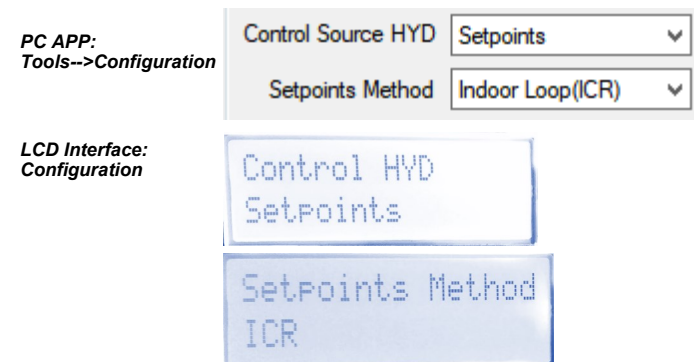 PC APP:
Tools-->Configuration
Control Source HYD Setpoints
Setpoints Method Indoor Loop(ICR)
LCD Interface:
Configuration
Control HYD
Setpoints
Setpoints Method
ICR